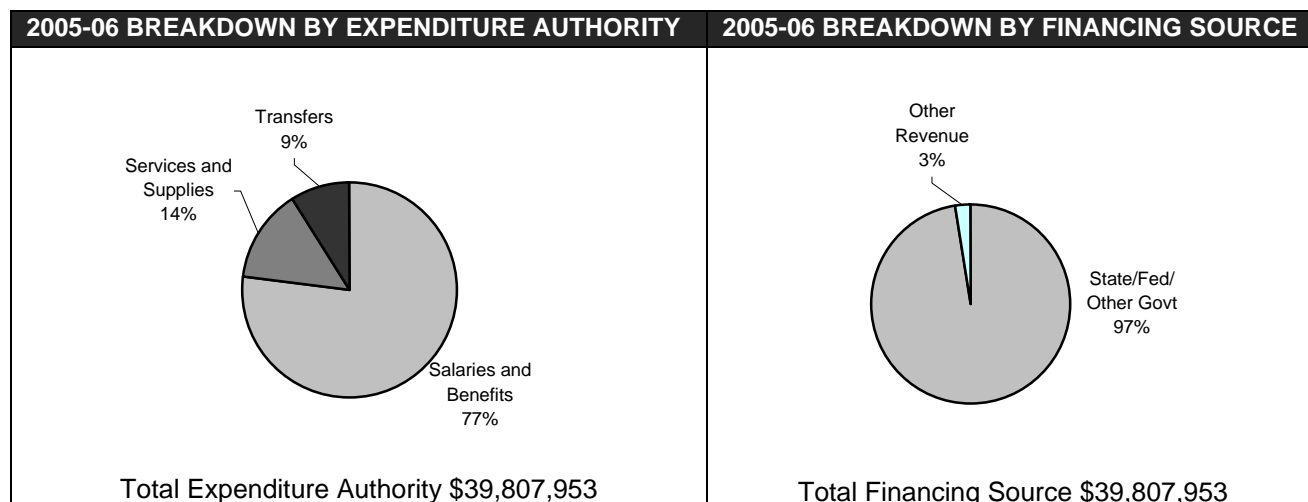 2005-06 BREAKDOWN BY EXPENDITURE AUTHORITY
Transfers
9%
Services and
Supplies
14%
Salaries and
Benefits
77%
Total Expenditure Authority $39,807,953
2005-06 BREAKDOWN BY FINANCING SOURCE
Other
Revenue
3%
State/Fed/
Other Govt
97%
Total Financing Source $39,807,953